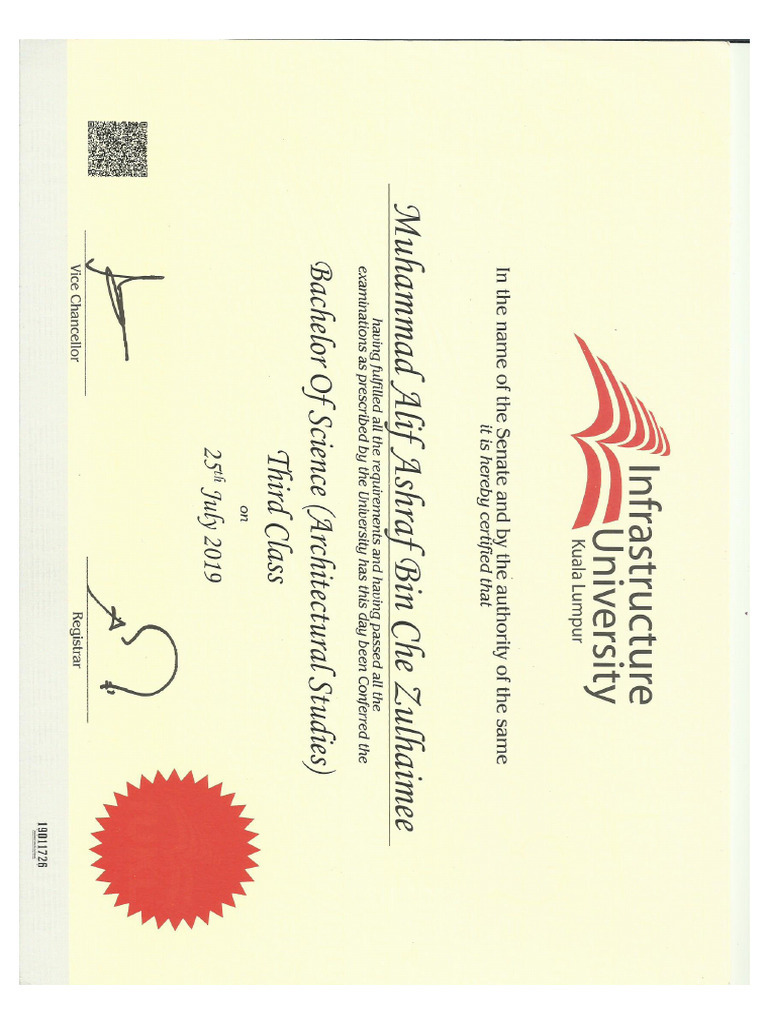 Infrastructure
University
Kuala Lumpur
In the name of the Senate and by the authority of the same
it is hereby certified that
Muhammad Alif Ashraf Bin Che Zulhaimee
having fulfilled all the requirements and having passed all the
examinations as prescribed by the University has this day been Conferred the
Bachelor Of Science (Architectural Studies)
Third Class
on
25th July 2019
Vice Chancellor
Registrar
19011726